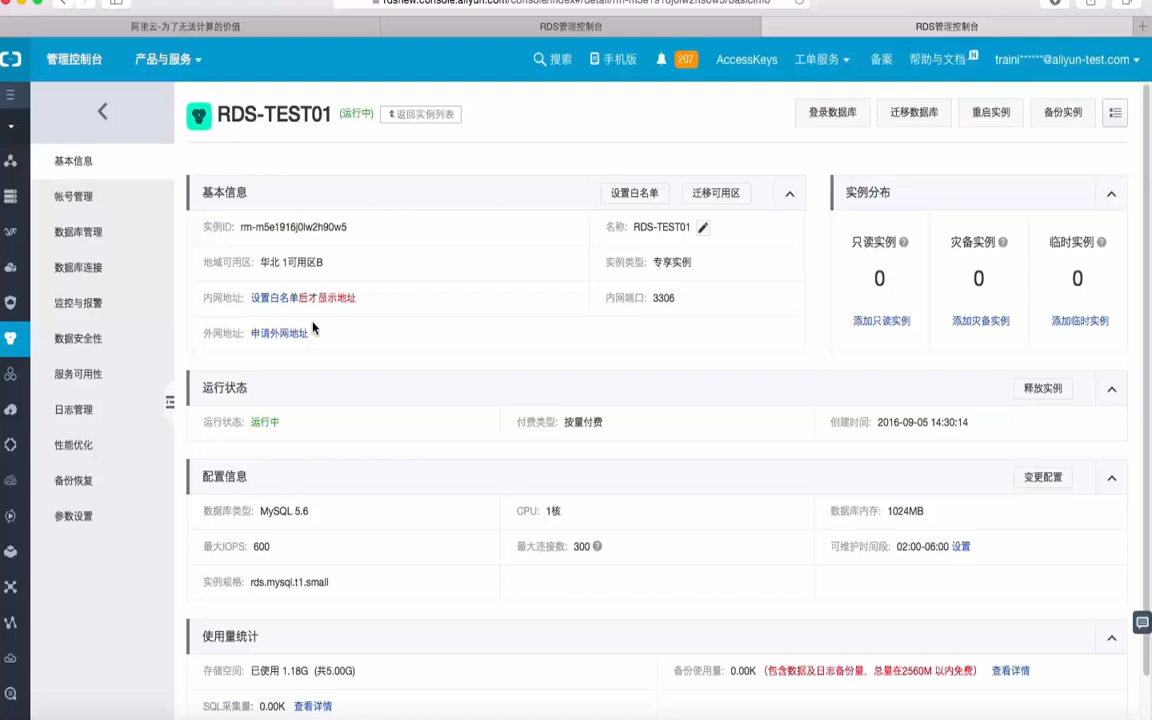 阿里云-为了无法计算的价值
RDS管理控制台
RDS管理控制台
管理控制台
产品与服务
搜索
手机版
207
AccessKeys
工单服务
备案
帮助与文档
N
traini******@aliyun-test.com
RDS-TEST01
(运行中)
返回实例列表
登录数据库
迁移数据库
重启实例
备份实例
基本信息
帐号管理
数据库管理
数据库连接
监控与报警
数据安全性
服务可用性
日志管理
性能优化
备份恢复
参数设置
基本信息
设置白名单
迁移可用区
实例ID: rm-m5e1916j0lw2h90w5
名称: RDS-TEST01
地域可用区: 华北 1可用区B
实例类型: 专享实例
内网地址: 设置白名单后才显示地址
内网端口: 3306
外网地址: 申请外网地址
实例分布
只读实例
灾备实例
临时实例
0
0
0
添加只读实例
添加灾备实例
添加临时实例
运行状态
释放实例
运行状态: 运行中
付费类型: 按量付费
创建时间: 2016-09-05 14:30:14
配置信息
变更配置
数据库类型: MySQL 5.6
CPU: 1核
数据库内存: 1024MB
最大IOPS: 600
最大连接数: 300
可维护时间段: 02:00-06:00 设置
实例规格: rds.mysql.t1.small
使用量统计
存储空间: 已使用 1.18G (共5.00G)
备份使用量: 0.00K (包含数据及日志备份量，总量在2560M 以内免费) 查看详情
SQL采集量: 0.00K 查看详情